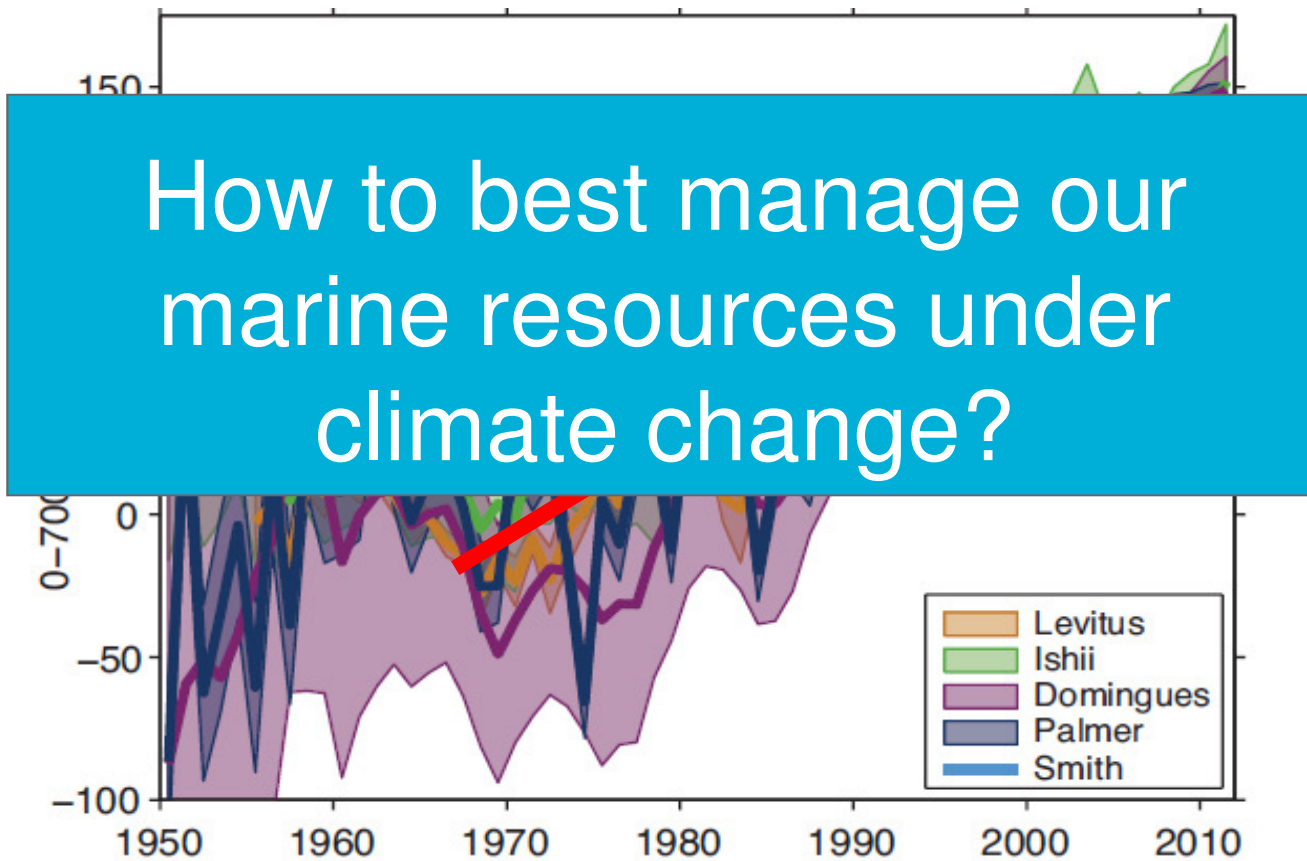 150
How to best manage our
marine resources under
climate change?
0–700
0
−50
−100
Levitus
Ishii
Domingues
Palmer
Smith
1950 1960 1970 1980 1990 2000 2010